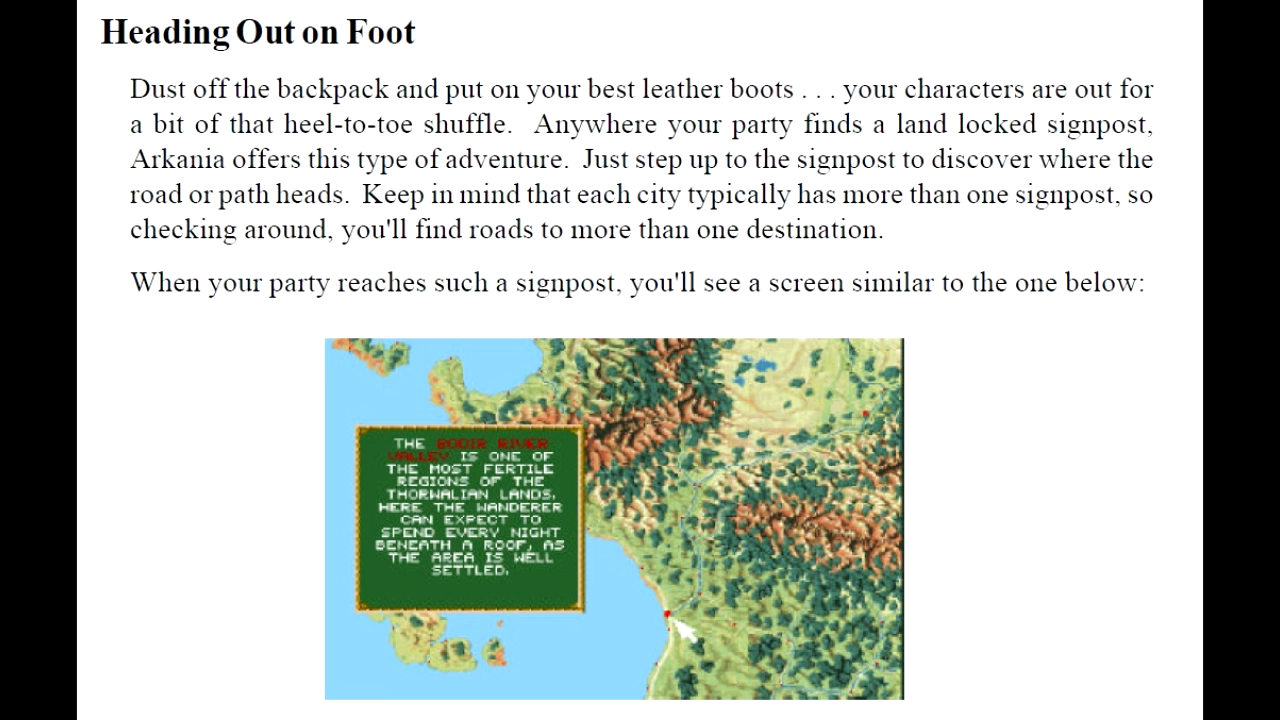 Heading Out on Foot
Dust off the backpack and put on your best leather boots . . . your characters are out for
a bit of that heel-to-toe shuffle. Anywhere your party finds a land locked signpost,
Arkania offers this type of adventure. Just step up to the signpost to discover where the
road or path heads. Keep in mind that each city typically has more than one signpost, so
checking around, you'll find roads to more than one destination.
When your party reaches such a signpost, you'll see a screen similar to the one below:
THE BODIR RIVER
VALLEY IS ONE OF
THE MOST FERTILE
REGIONS OF THE
THORWALIAN LANDS.
HERE THE WANDERER
CAN EXPECT TO
SPEND EVERY NIGHT
BENEATH A ROOF, AS
THE AREA IS WELL
SETTLED.